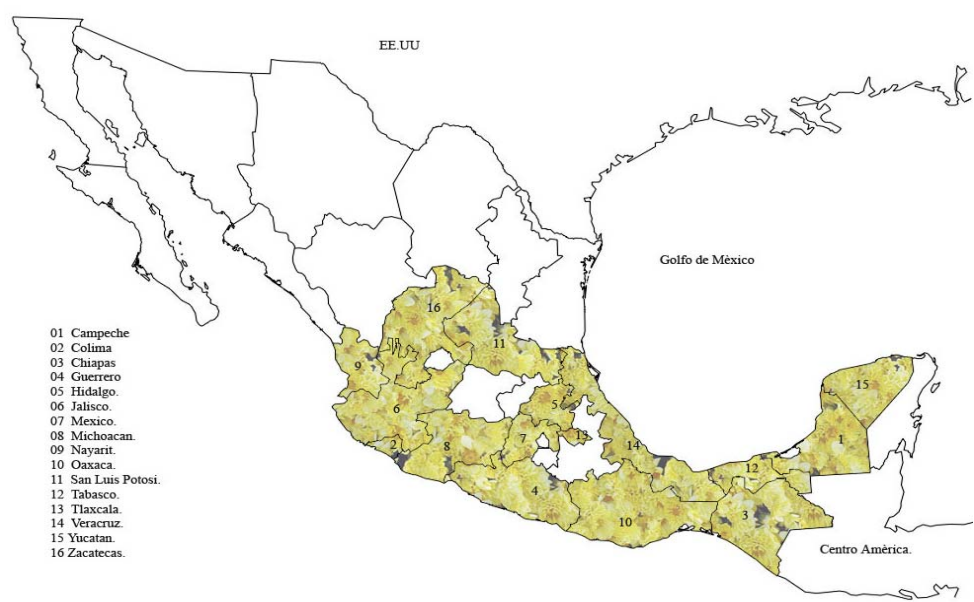 EE.UU
Golfo de Mèxico
01 Campeche
02 Colima
03 Chiapas
04 Guerrero
05 Hidalgo.
06 Jalisco.
07 Mexico.
08 Michoacan.
09 Nayarit.
10 Oaxaca.
11 San Luis Potosi.
12 Tabasco.
13 Tlaxcala.
14 Veracruz.
15 Yucatan.
16 Zacatecas.
16
11
9
15
6
5
13
7
14
1
2
8
12
4
3
10
Centro Amèrica.